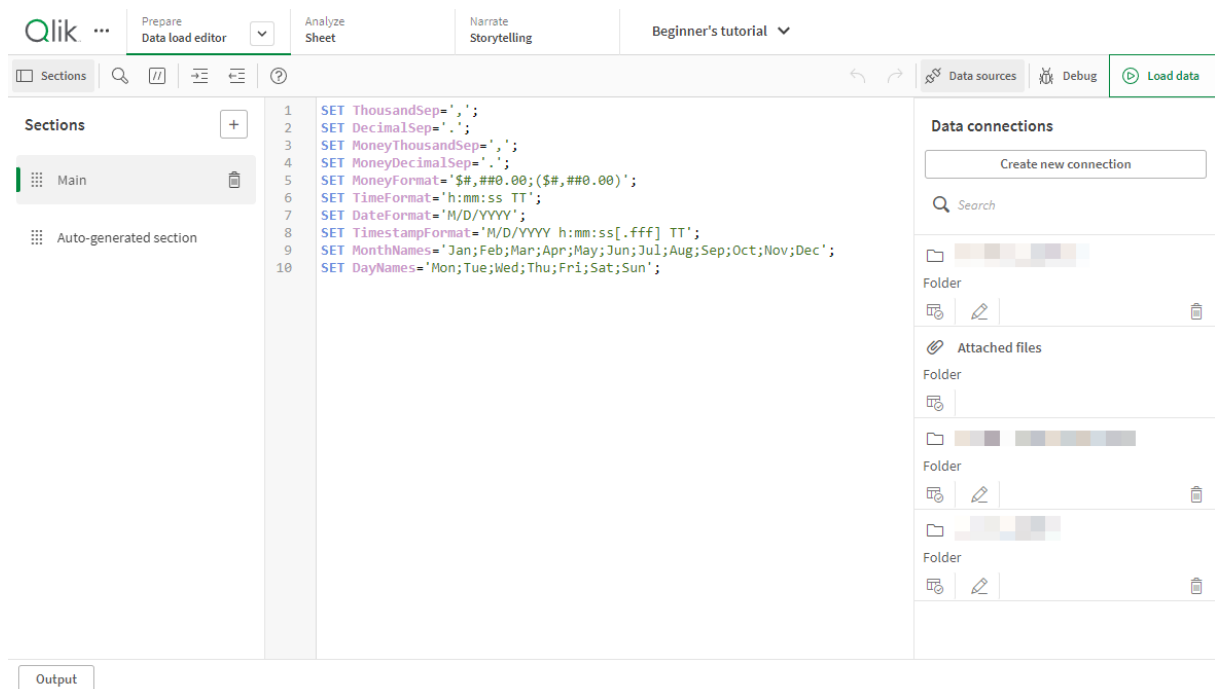 Qlik
Prepare
Data load editor
Analyze
Sheet
Narrate
Storytelling
Beginner's tutorial
Sections
//
?
Data sources
Debug
Load data
Sections
+
Main
Auto-generated section
1 SET ThousandSep=',';
2 SET DecimalSep='.';
3 SET MoneyThousandSep=',';
4 SET MoneyDecimalSep='.';
5 SET MoneyFormat='$#,##0.00;($#,##0.00)';
6 SET TimeFormat='h:mm:ss TT';
7 SET DateFormat='M/D/YYYY';
8 SET TimestampFormat='M/D/YYYY h:mm:ss[.fff] TT';
9 SET MonthNames='Jan;Feb;Mar;Apr;May;Jun;Jul;Aug;Sep;Oct;Nov;Dec';
10 SET DayNames='Mon;Tue;Wed;Thu;Fri;Sat;Sun';
Data connections
Create new connection
Search
Folder
Attached files
Folder
Folder
Folder
Output